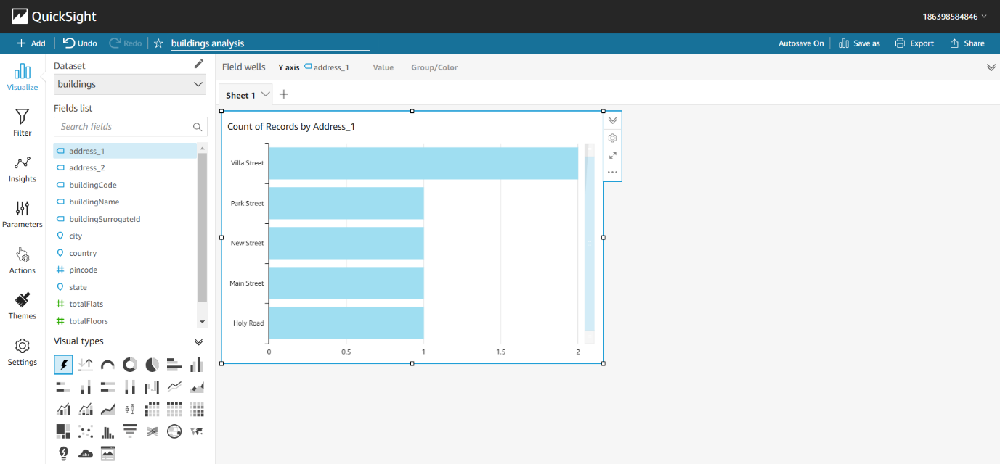 QuickSight
186398584846
Add Undo Redo buildings analysis Autosave On Save as Export Share
Visualize
Filter
Insights
Parameters
Actions
Themes
Settings
Dataset
buildings
Fields list
Search fields
address_1
address_2
buildingCode
buildingName
buildingSurrogateId
city
country
pincode
state
totalFlats
totalFloors
Visual types
abc
Field wells Y axis address_1 Value Group/Color
Sheet 1
Count of Records by Address_1
Villa Street
Park Street
New Street
Main Street
Holy Road
0 0.5 1 1.5 2